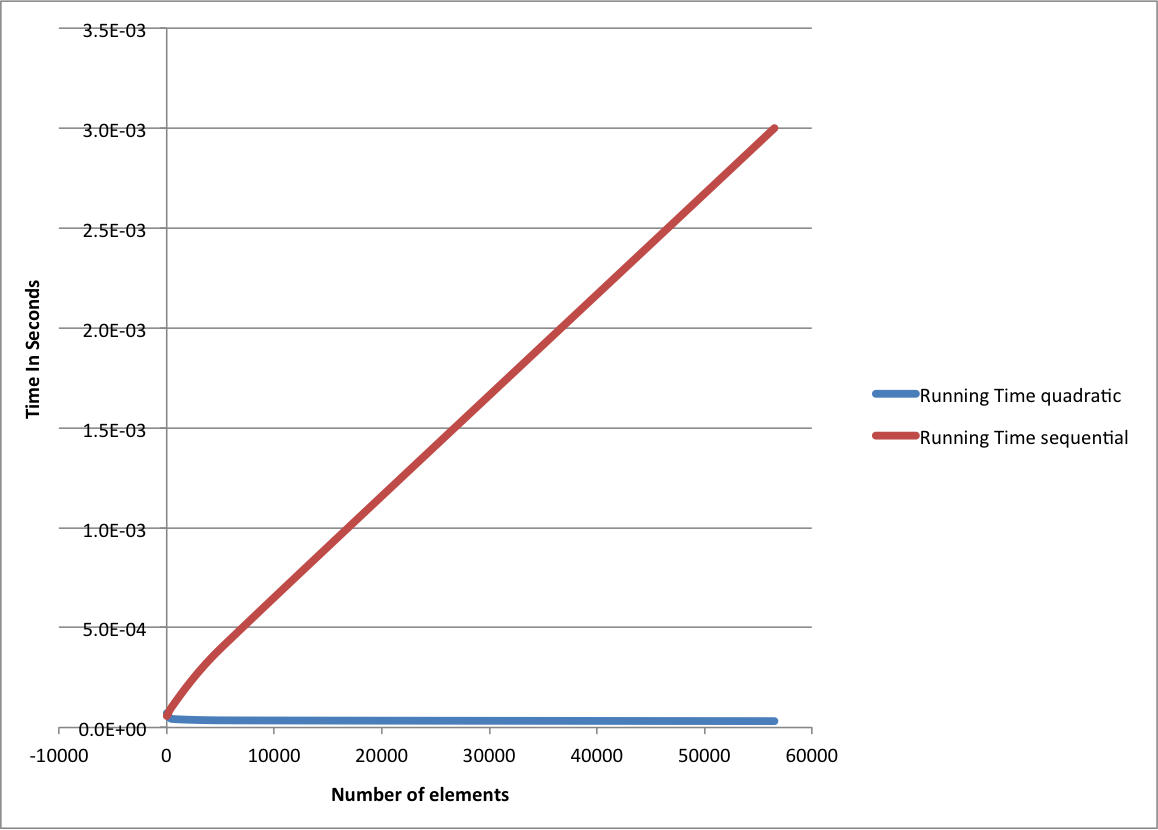 3.5E-03
3.0E-03
2.5E-03
2.0E-03
1.5E-03
1.0E-03
5.0E-04
0.0E+00
-10000 0 10000 20000 30000 40000 50000 60000
Time In Seconds
Number of elements
Running Time quadratic
Running Time sequential